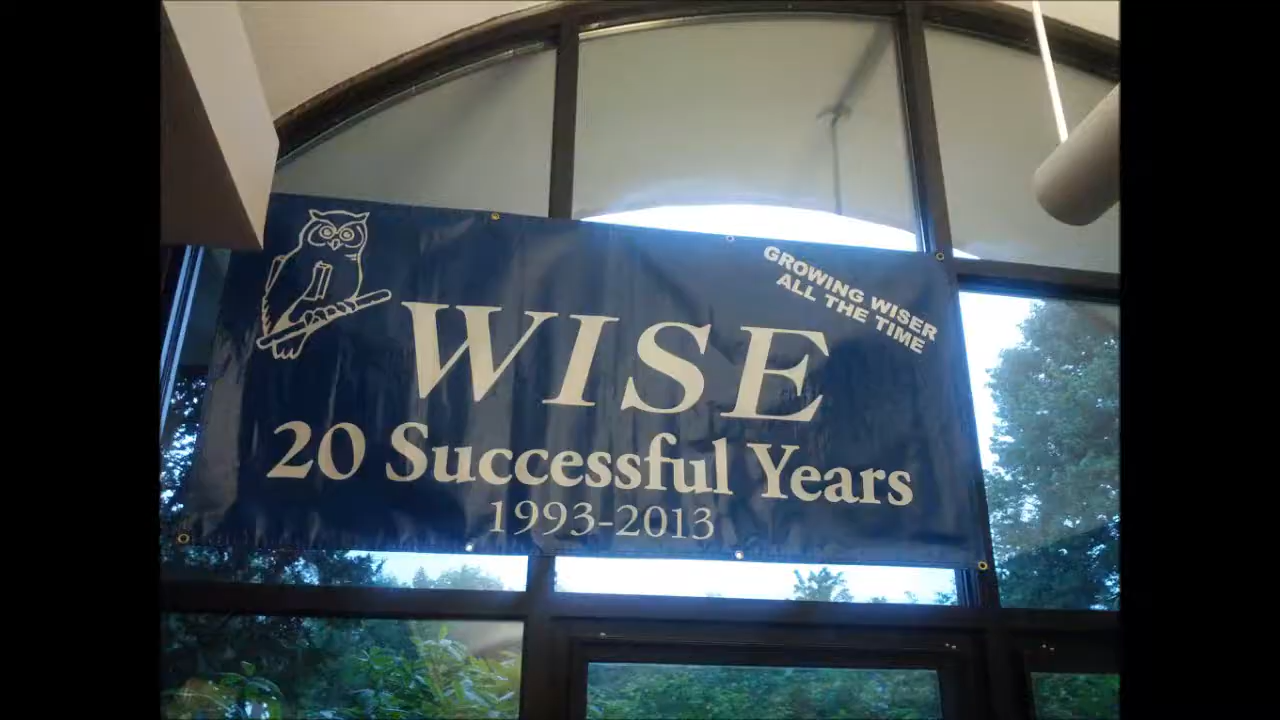 GROWING WISER
ALL THE TIME
WISE
20 Successful Years
1993-2013